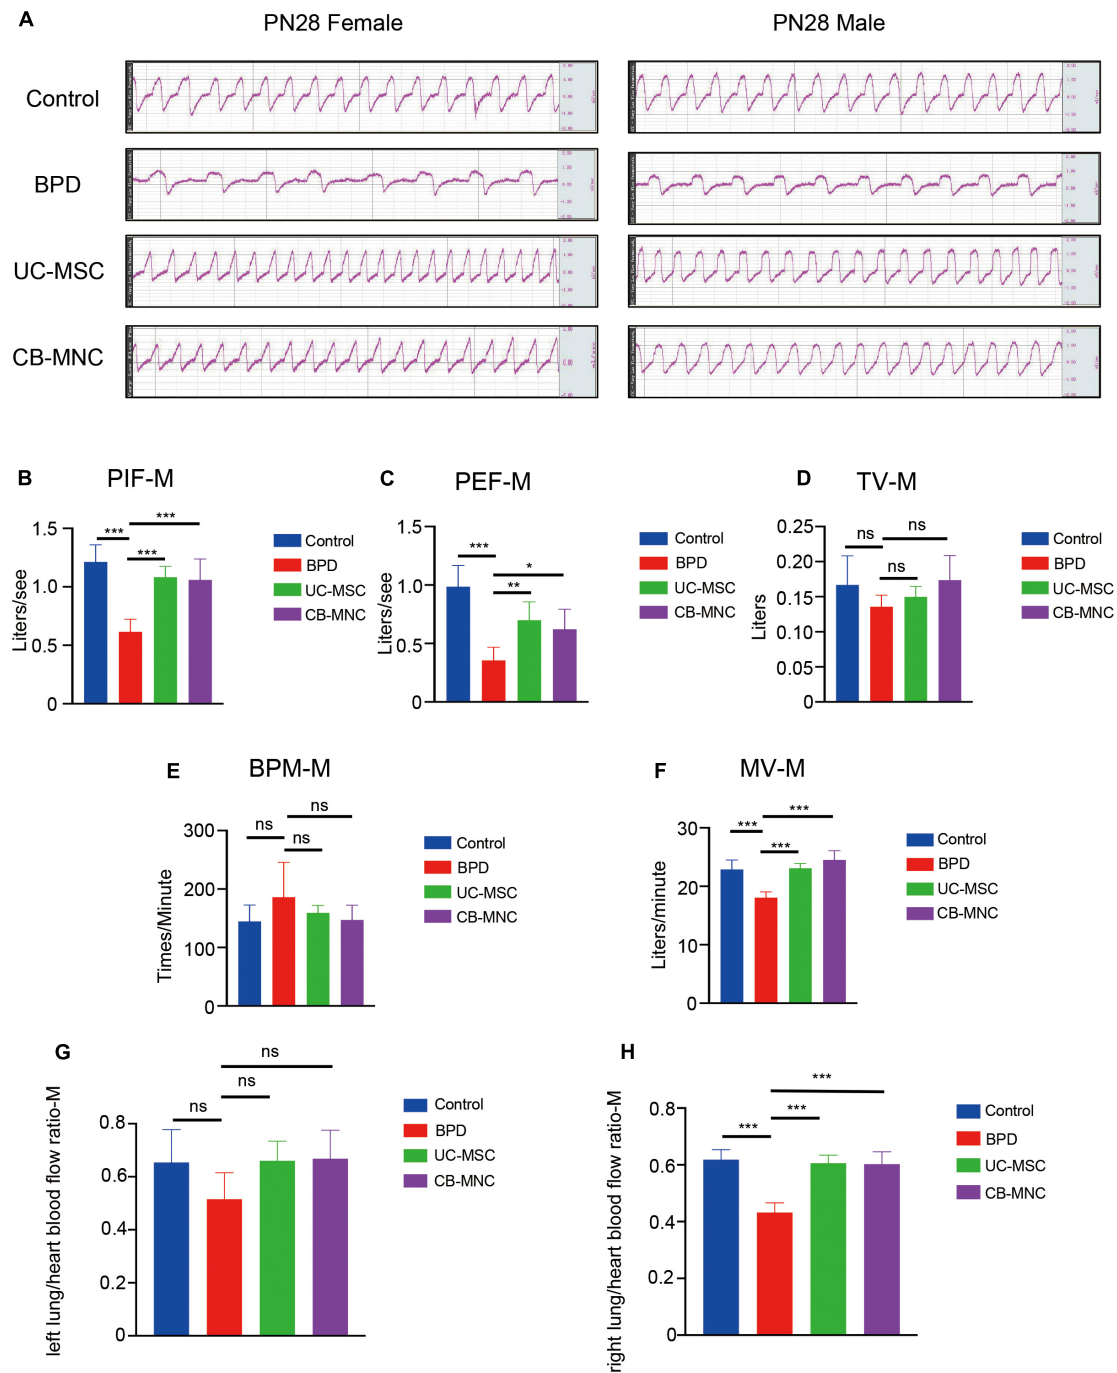 A
PN28 Female
PN28 Male
Control
BPD
UC-MSC
CB-MNC
B
PIF-M
***
***
***
1.5
1.0
0.5
0
Liters/see
Control
BPD
UC-MSC
CB-MNC
C
PEF-M
***
*
**
1.5
1.0
0.5
0
Liters/see
Control
BPD
UC-MSC
CB-MNC
D
TV-M
ns
ns
ns
0.25
0.20
0.15
0.10
0.05
0
Liters
Control
BPD
UC-MSC
CB-MNC
E
BPM-M
ns
ns
ns
300
200
100
0
Times/Minute
Control
BPD
UC-MSC
CB-MNC
F
MV-M
***
***
***
30
20
10
0
Liters/minute
Control
BPD
UC-MSC
CB-MNC
G
ns
ns
ns
0.8
0.6
0.4
0.2
0
left lung/heart blood flow ratio-M
Control
BPD
UC-MSC
CB-MNC
H
***
***
***
0.8
0.6
0.4
0.2
0
right lung/heart blood flow ratio-M
Control
BPD
UC-MSC
CB-MNC